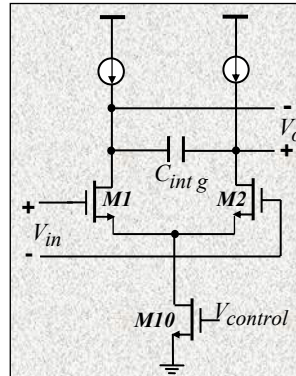 -
V
+
C int g
M1
M2
+
V in
-
M10
V control